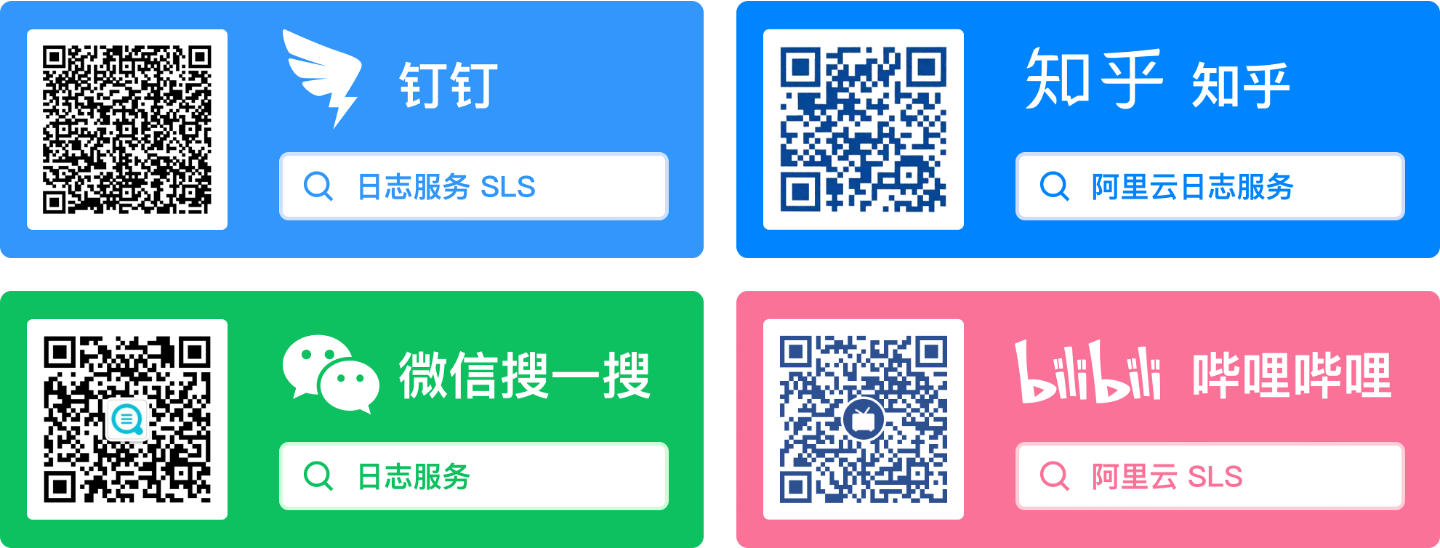 钉钉
日志服务 SLS
知乎 知乎
阿里云日志服务
微信搜一搜
日志服务
bilibili 哔哩哔哩
阿里云 SLS